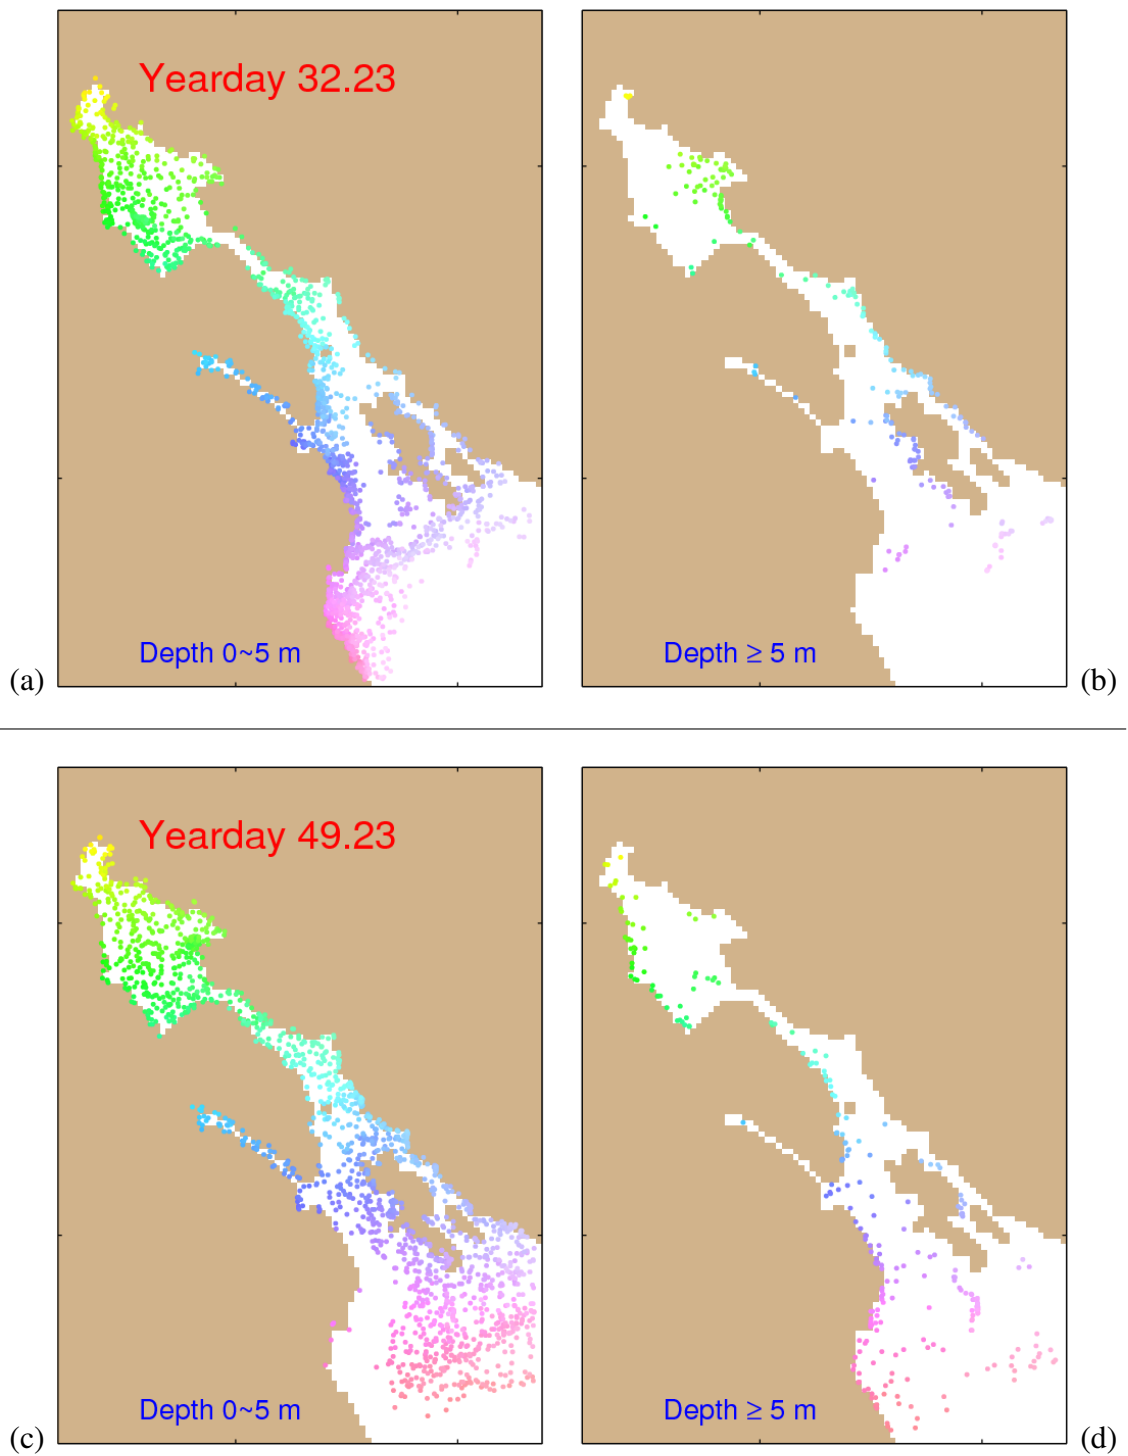 Yearday 32.23
Depth 0~5 m
Depth ≥ 5 m
(a)
(b)
Yearday 49.23
Depth 0~5 m
Depth ≥ 5 m
(c)
(d)